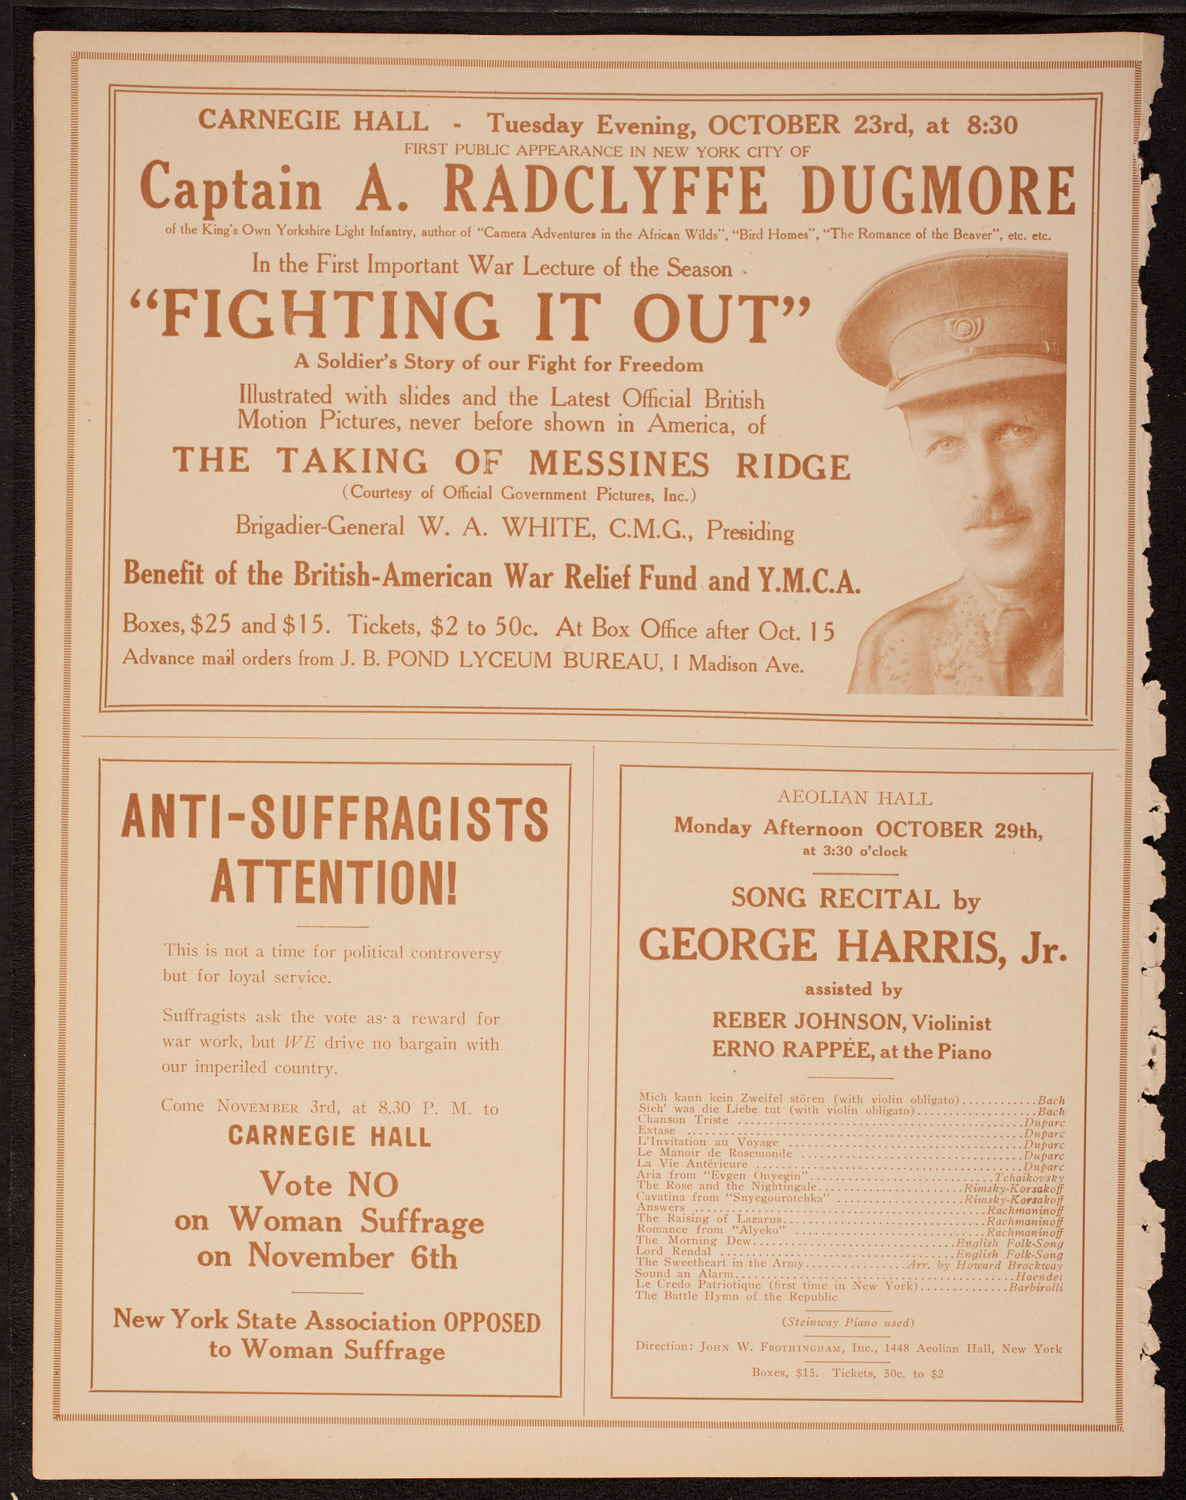 CARNEGIE HALL - Tuesday Evening, OCTOBER 23rd, at 8:30
FIRST PUBLIC APPEARANCE IN NEW YORK CITY OF
Captain A. RADCLYFFE DUGMORE
of the King's Own Yorkshire Light Infantry, author of "Camera Adventures in the African Wilds", "Bird Homes", "The Romance of the Beaver", etc. etc.
In the First Important War Lecture of the Season -
"FIGHTING IT OUT"
A Soldier's Story of our Fight for Freedom
Illustrated with slides and the Latest Official British
Motion Pictures, never before shown in America, of
THE TAKING OF MESSINES RIDGE
(Courtesy of Official Government Pictures, Inc.)
Brigadier-General W. A. WHITE, C.M.G., Presiding
Benefit of the British-American War Relief Fund and Y.M.C.A.
Boxes, $25 and $15. Tickets, $2 to 50c. At Box Office after Oct. 15
Advance mail orders from J. B. POND LYCEUM BUREAU, 1 Madison Ave.
ANTI-SUFFRAGISTS
ATTENTION!
This is not a time for political controversy
but for loyal service.
Suffragists ask the vote as a reward for
war work, but WE drive no bargain with
our imperiled country.
Come NOVEMBER 3rd, at 8.30 P. M. to
CARNEGIE HALL
Vote NO
on Woman Suffrage
on November 6th
New York State Association OPPOSED
to Woman Suffrage
AEOLIAN HALL
Monday Afternoon OCTOBER 29th,
at 3:30 o'clock
SONG RECITAL by
GEORGE HARRIS, Jr.
assisted by
REBER JOHNSON, Violinist
ERNO RAPPÉE, at the Piano
Mich kann kein Zweifel stören (with violin obligato)............Bach
Sieh' was die Liebe tut (with violin obligato)..................Bach
Chanson Triste ..........Duparc
Extase ..........Duparc
L'Invitation au Voyage ..........Duparc
Le Manoir de Rosemonde ..........Duparc
La Vie Antérieure ..........Duparc
Aria from "Evgen Onyegin"..........Tchaikovsky
The Rose and the Nightingale..........Rimsky-Korsakoff
Cavatina from "Snyegourotchka" ..........Rimsky-Korsakoff
Answers ..........Rachmaninoff
The Raising of Lazarus..........Rachmaninoff
Romance from "Alyeko" ..........Rachmaninoff
The Morning Dew..........English Folk-Song
Lord Rendal ..........English Folk-Song
The Sweetheart in the Army..........Arr. by Howard Brockway
Sound an Alarm..........Haendel
Le Credo Patriotique (first time in New York)..........Barbirolli
The Battle Hymn of the Republic
(Steinway Piano used)
Direction: JOHN W. FROTHINGHAM, Inc., 1448 Aeolian Hall, New York
Boxes, $15. Tickets, 50c. to $2